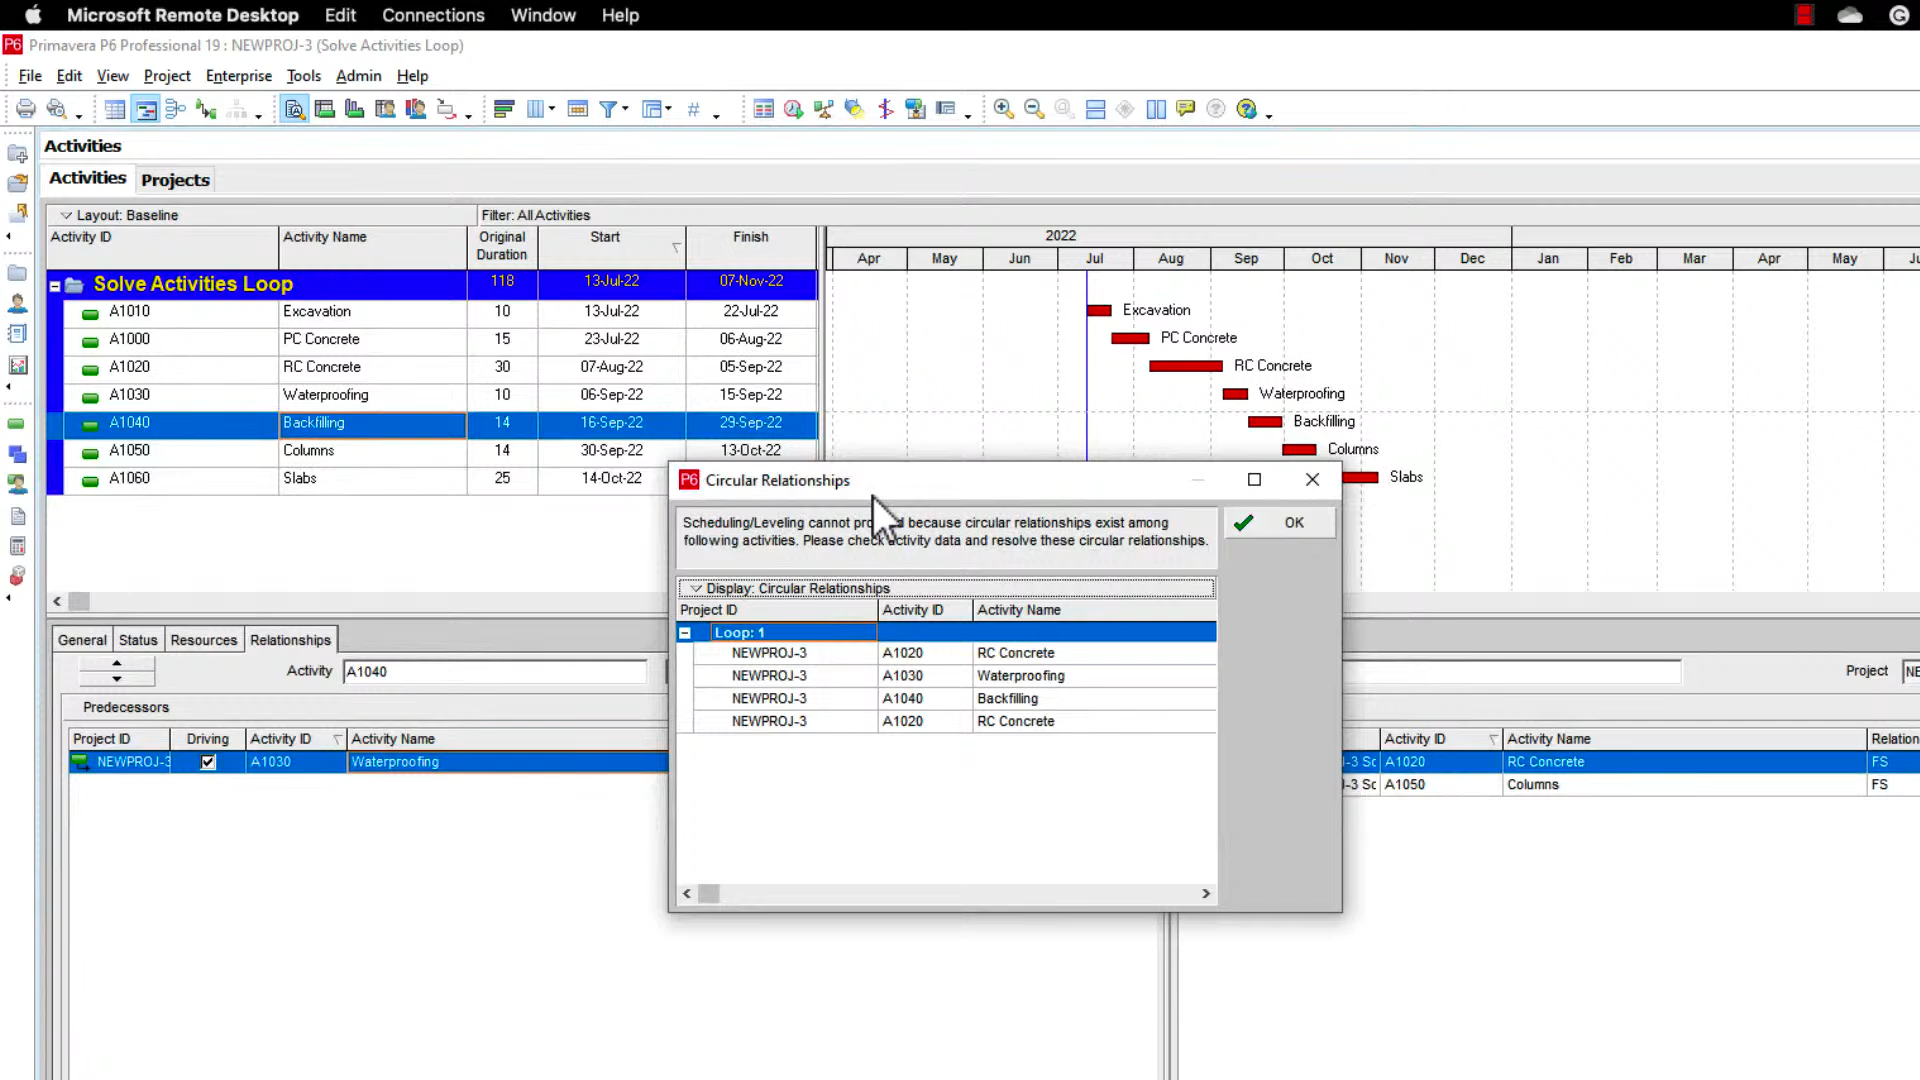 Microsoft Remote Desktop Edit Connections Window Help
P6 Primavera P6 Professional 19 : NEWPROJ-3 (Solve Activities Loop)
File Edit View Project Enterprise Tools Admin Help
Activities
Activities Projects
Layout: Baseline Filter: All Activities
Activity ID Activity Name Original Duration Start Finish
2022
Apr May Jun Jul Aug Sep Oct Nov Dec Jan Feb Mar Apr May
Solve Activities Loop 118 13-Jul-22 07-Nov-22
A1010 Excavation 10 13-Jul-22 22-Jul-22 Excavation
A1000 PC Concrete 15 23-Jul-22 06-Aug-22 PC Concrete
A1020 RC Concrete 30 07-Aug-22 05-Sep-22 RC Concrete
A1030 Waterproofing 10 06-Sep-22 15-Sep-22 Waterproofing
A1040 Backfilling 14 16-Sep-22 29-Sep-22 Backfilling
A1050 Columns 14 30-Sep-22 13-Oct-22 Columns
A1060 Slabs 25 14-Oct-22 Slabs
P6 Circular Relationships
Scheduling/Leveling cannot because circular relationships exist among
following activities. Please check activity data and resolve these circular relationships.
OK
Display: Circular Relationships
Project ID Activity ID Activity Name
Loop: 1
NEWPROJ-3 A1020 RC Concrete
NEWPROJ-3 A1030 Waterproofing
NEWPROJ-3 A1040 Backfilling
NEWPROJ-3 A1020 RC Concrete
General Status Resources Relationships
Activity A1040 Project
Predecessors
Project ID Driving Activity ID Activity Name
NEWPROJ-3 A1030 Waterproofing
Activity ID Activity Name
A1020 RC Concrete FS
A1050 Columns FS